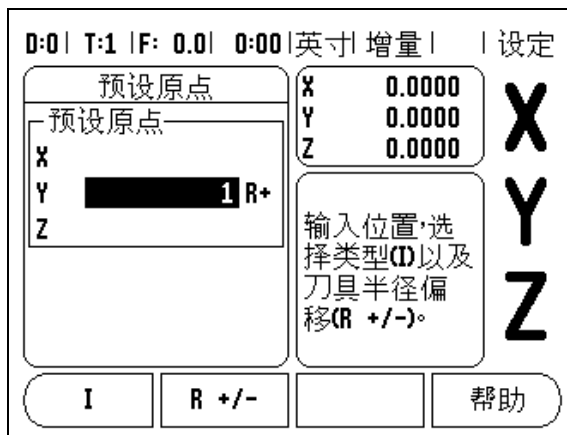 D:0 | T:1 | F: 0.0 | 0:00 | 英寸 | 增量 | | 设定
预设原点
预设原点
X
Y 1 R+
Z
X 0.0000
Y 0.0000
Z 0.0000
输入位置,选
择类型(I)以及
刀具半径偏
移(R +/-)。
X
Y
Z
I
R +/-
帮助